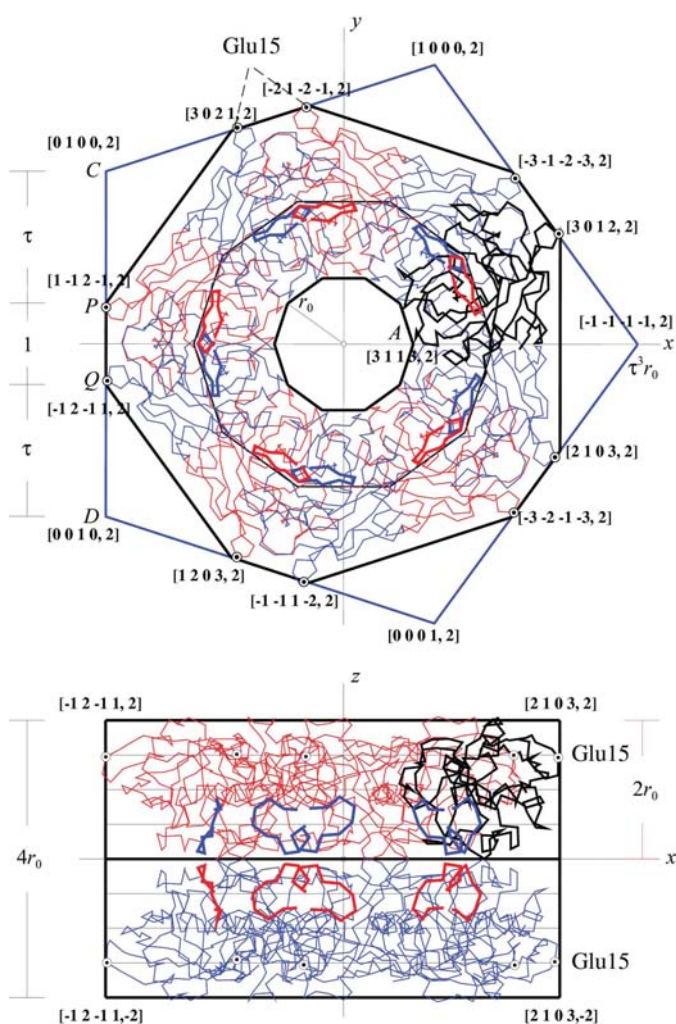 y
Glu15
[1 0 0 0, 2]
[-2 1 -2 -1, 2]
[3 0 2 1, 2]
[0 1 0 0, 2]
C
[-3 -1 -2 -3, 2]
τ
[3 0 1 2, 2]
[1 -1 2 -1, 2]
P
r0
[-1 -1 -1 -1, 2]
1
A
x
[3 1 1 3, 2]
τ³r0
Q
[-1 2 -1 1, 2]
τ
[2 1 0 3, 2]
D
[0 0 1 0, 2]
[-3 -2 -1 -3, 2]
[1 2 0 3, 2]
[-1 -1 1 -2, 2]
[0 0 0 1, 2]
z
[-1 2 -1 1, 2]
[2 1 0 3, 2]
Glu15
2r0
4r0
x
Glu15
[-1 2 -1 1,-2]
[2 1 0 3,-2]